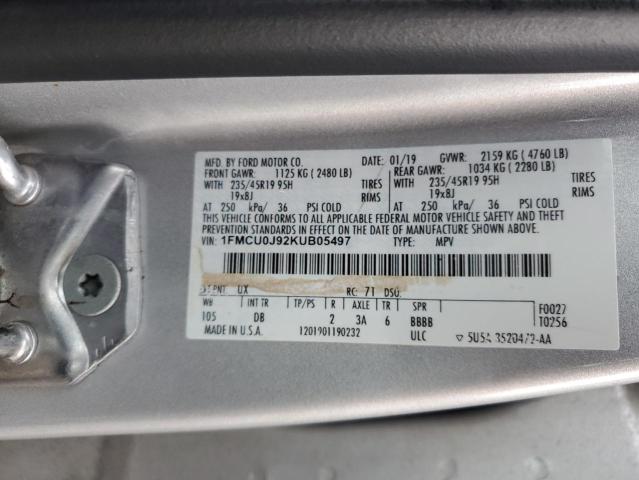 MFD. BY FORD MOTOR CO. DATE: 01/19 GVWR: 2159 KG ( 4760 LB)
FRONT GAWR: 1125 KG ( 2480 LB) REAR GAWR: 1034 KG ( 2280 LB)
WITH 235/45R19 95H TIRES WITH 235/45R19 95H TIRES
19x8J RIMS 19x8J RIMS
AT 250 kPa/ 36 PSI COLD AT 250 kPa/ 36 PSI COLD
THIS VEHICLE CONFORMS TO ALL APPLICABLE FEDERAL MOTOR VEHICLE SAFETY AND THEFT
PREVENTION STANDARDS IN EFFECT ON THE DATE OF MANUFACTURE SHOWN ABOVE.
VIN: 1FMCU0J92KUB05497 TYPE: MPV
EXT PNT: UX RC: 71 DSO: F0027
WB INT TR TP/PS R AXLE TR SPR T0256
105 DB 2 3A 6 BBBB
MADE IN U.S.A. 1201901190232 ULC ▽ 5U5A-3520472-AA